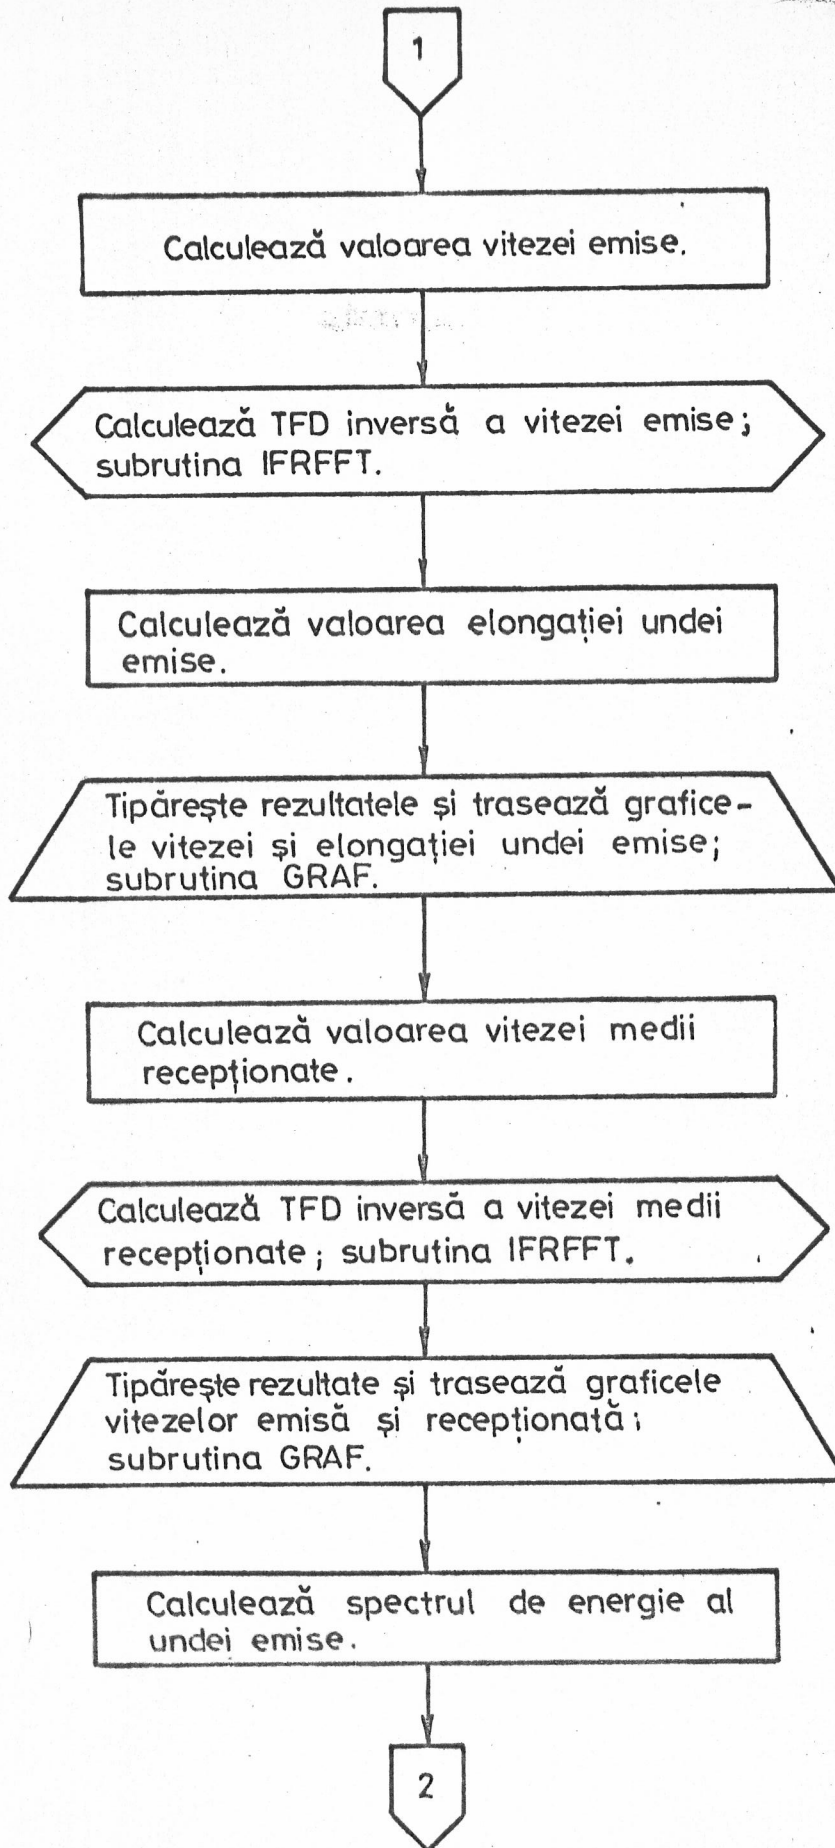 1
Calculează valoarea vitezei emise.
Calculează TFD inversă a vitezei emise;
subrutina IFRFFT.
Calculează valoarea elongației undei
emise.
Tipărește rezultatele și trasează grafice-
le vitezei și elongației undei emise;
subrutina GRAF.
Calculează valoarea vitezei medii
recepționate.
Calculează TFD inversă a vitezei medii
recepționate; subrutina IFRFFT.
Tipărește rezultate și trasează graficele
vitezelor emisă și recepționată;
subrutina GRAF.
Calculează spectrul de energie al
undei emise.
2